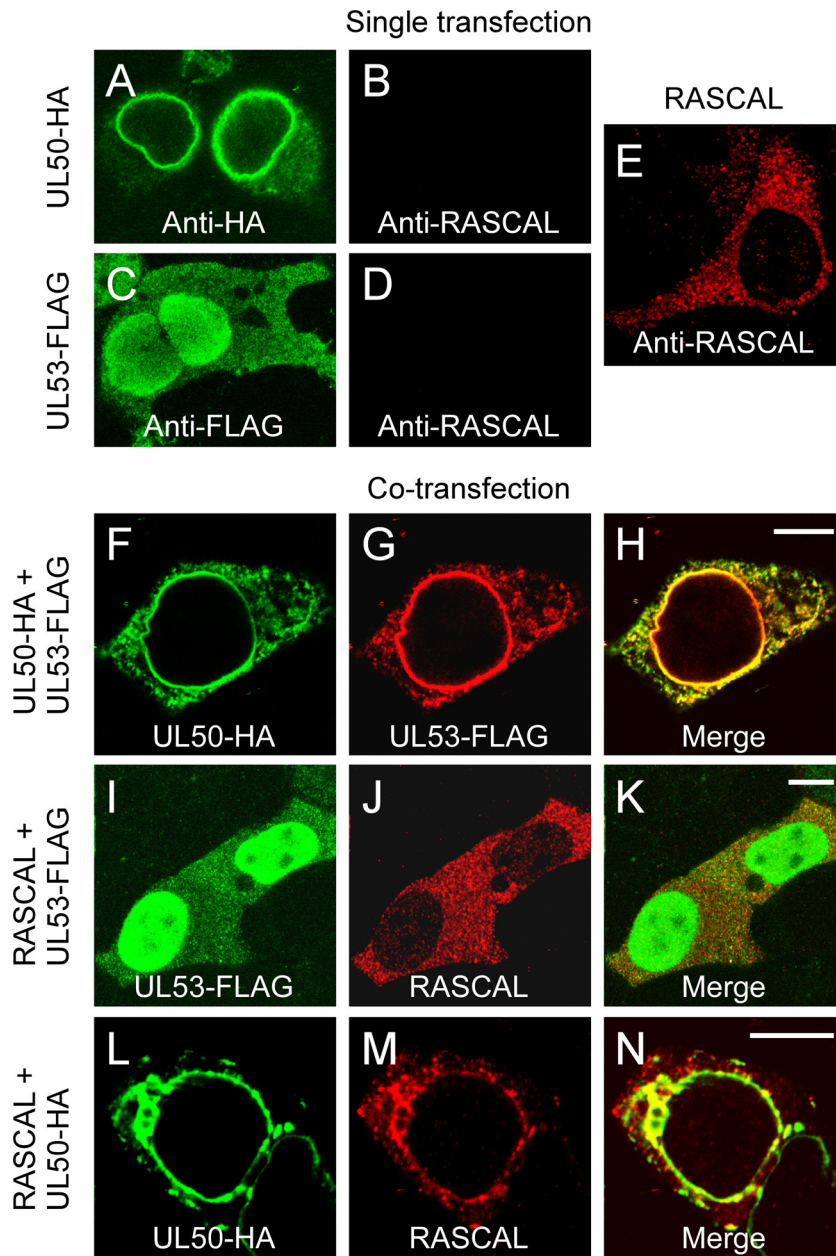 Single transfection
UL50-HA
A
Anti-HA
B
Anti-RASCAL
RASCAL
E
Anti-RASCAL
UL53-FLAG
C
Anti-FLAG
D
Anti-RASCAL
Co-transfection
UL50-HA +
UL53-FLAG
F
UL50-HA
G
UL53-FLAG
H
Merge
RASCAL +
UL53-FLAG
I
UL53-FLAG
J
RASCAL
K
Merge
RASCAL +
UL50-HA
L
UL50-HA
M
RASCAL
N
Merge